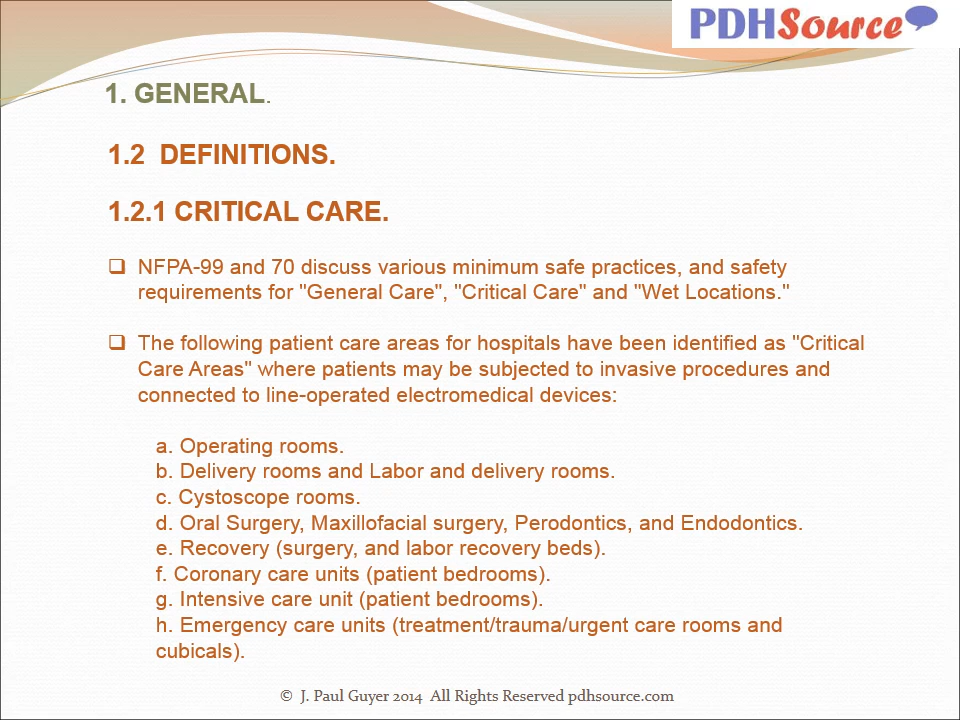 PDHSource
1. GENERAL.
1.2 DEFINITIONS.
1.2.1 CRITICAL CARE.
❑ NFPA-99 and 70 discuss various minimum safe practices, and safety
requirements for "General Care", "Critical Care" and "Wet Locations."
❑ The following patient care areas for hospitals have been identified as "Critical
Care Areas" where patients may be subjected to invasive procedures and
connected to line-operated electromedical devices:
a. Operating rooms.
b. Delivery rooms and Labor and delivery rooms.
c. Cystoscope rooms.
d. Oral Surgery, Maxillofacial surgery, Perodontics, and Endodontics.
e. Recovery (surgery, and labor recovery beds).
f. Coronary care units (patient bedrooms).
g. Intensive care unit (patient bedrooms).
h. Emergency care units (treatment/trauma/urgent care rooms and
cubicals).
© J. Paul Guyer 2014 All Rights Reserved pdhsource.com